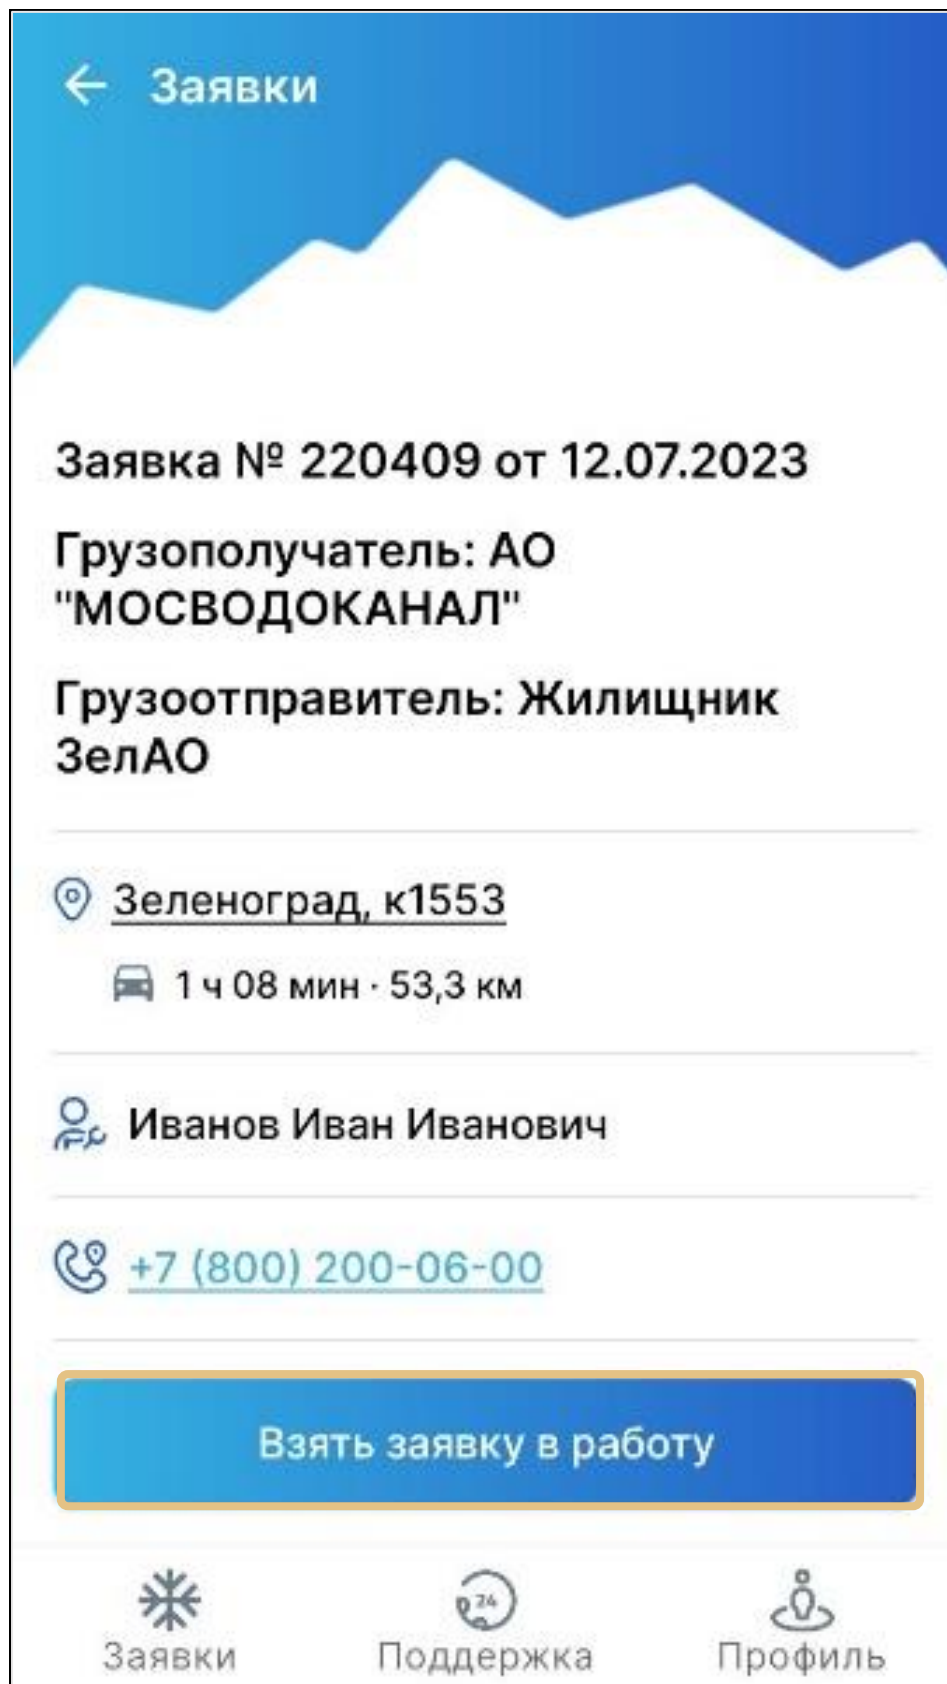 Заявки
Заявка № 220409 от 12.07.2023
Грузополучатель: АО
"МОСВОДОКАНАЛ"
Грузоотправитель: Жилищник
ЗелАО
Зеленоград, к1553
1 ч 08 мин · 53,3 км
Иванов Иван Иванович
+7 (800) 200-06-00
Взять заявку в работу
24
Заявки Поддержка Профиль